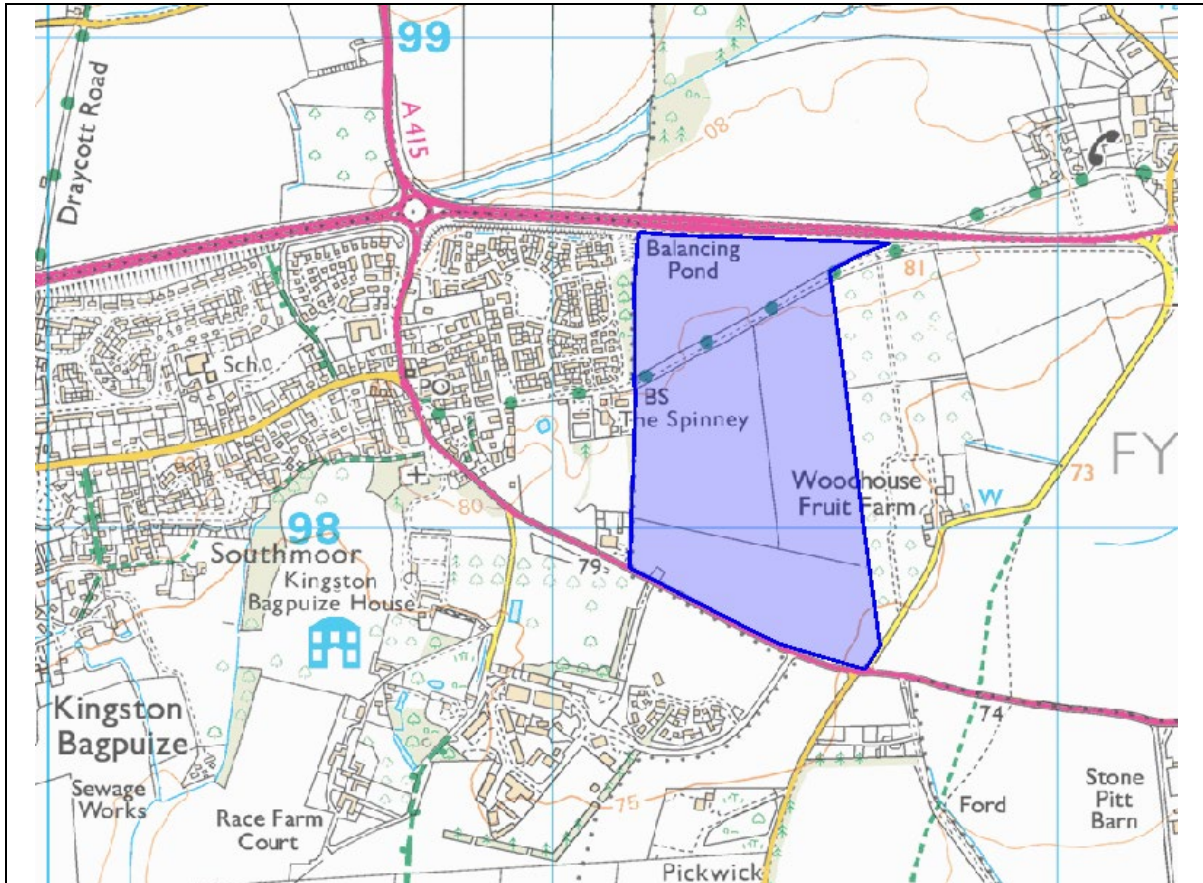 99
Draycott Road
A 415
80
Balancing
Pond
81
Sch.
PO
BS
The Spinney
FY
73
Woodhouse
Fruit Farm
W
98
80
79
Southmoor
Kingston
Bagpuize House
Kingston
Bagpuize
74
Sewage
Works
Race Farm
Court
75
Ford
Stone
Pitt
Barn
Pickwick